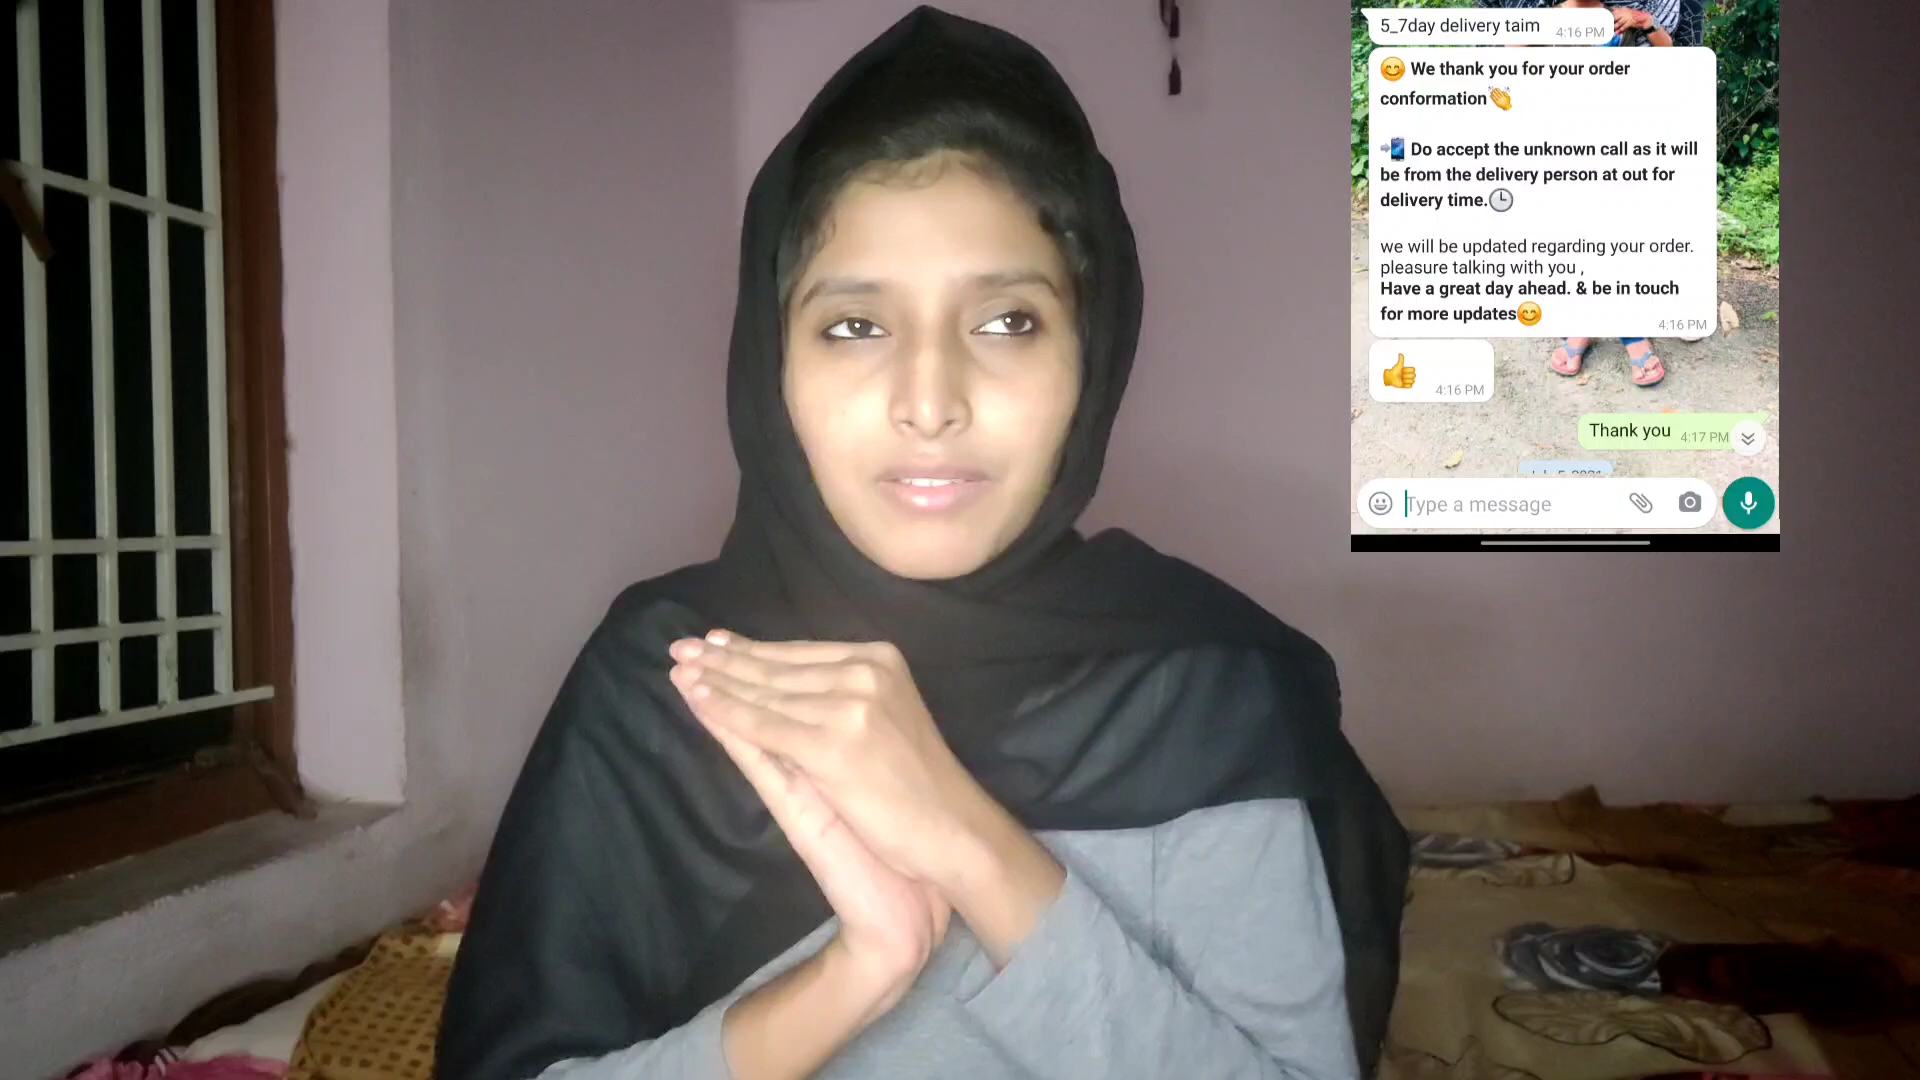 5_7day delivery taim 4:16 PM
😊 We thank you for your order
conformation👏
📲 Do accept the unknown call as it will
be from the delivery person at out for
delivery time.🕒
we will be updated regarding your order.
pleasure talking with you ,
Have a great day ahead. & be in touch
for more updates😊
4:16 PM
👍 4:16 PM
Thank you 4:17 PM
Type a message